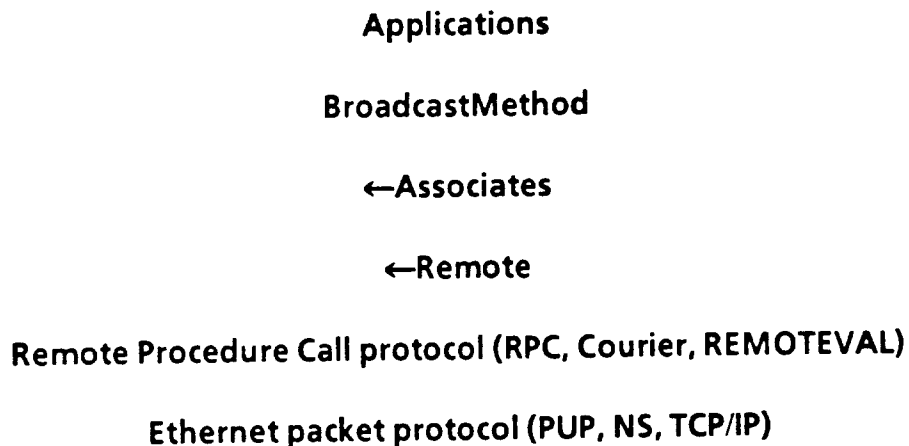 Applications
BroadcastMethod
←Associates
←Remote
Remote Procedure Call protocol (RPC, Courier, REMOTEVAL)
Ethernet packet protocol (PUP, NS, TCP/IP)